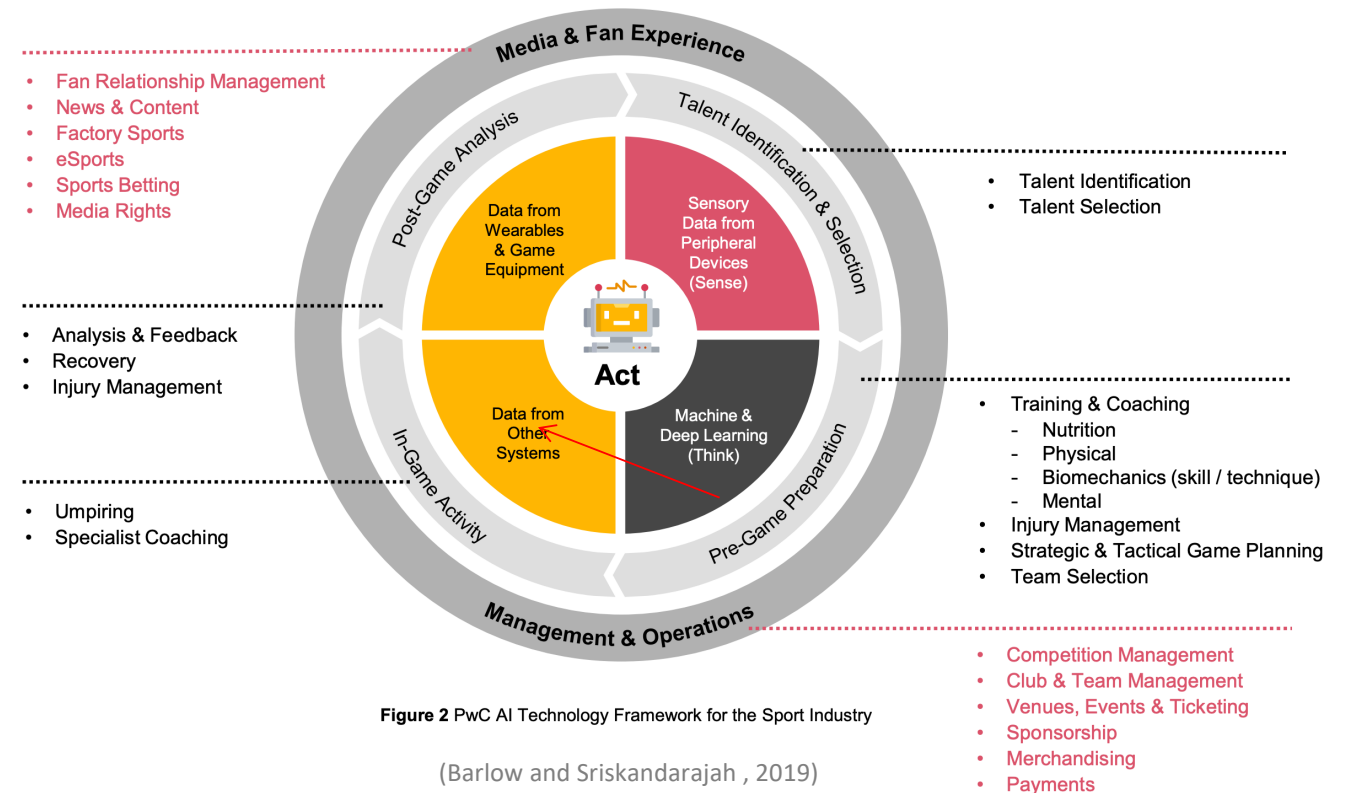 Media & Fan Experience
• Fan Relationship Management
• News & Content
• Factory Sports
• eSports
• Sports Betting
• Media Rights
Post-Game Analysis
Talent Identification & Selection
• Talent Identification
• Talent Selection
Data from
Wearables
& Game
Equipment
Sensory
Data from
Peripheral
Devices
(Sense)
• Analysis & Feedback
• Recovery
• Injury Management
Act
Data from
Other
Systems
Machine &
Deep Learning
(Think)
In-Game Activity
Pre-Game Preparation
• Training & Coaching
- Nutrition
- Physical
- Biomechanics (skill / technique)
- Mental
• Injury Management
• Strategic & Tactical Game Planning
• Team Selection
• Umpiring
• Specialist Coaching
Management & Operations
• Competition Management
• Club & Team Management
• Venues, Events & Ticketing
• Sponsorship
• Merchandising
• Payments
Figure 2 PwC AI Technology Framework for the Sport Industry
(Barlow and Sriskandarajah , 2019)